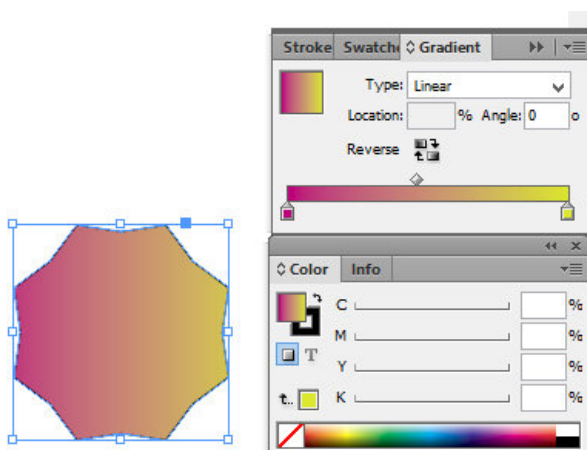 Stroke Swatche Gradient
Type: Linear
Location: % Angle: 0 o
Reverse
Color Info
C %
M %
T
Y %
t.. K %